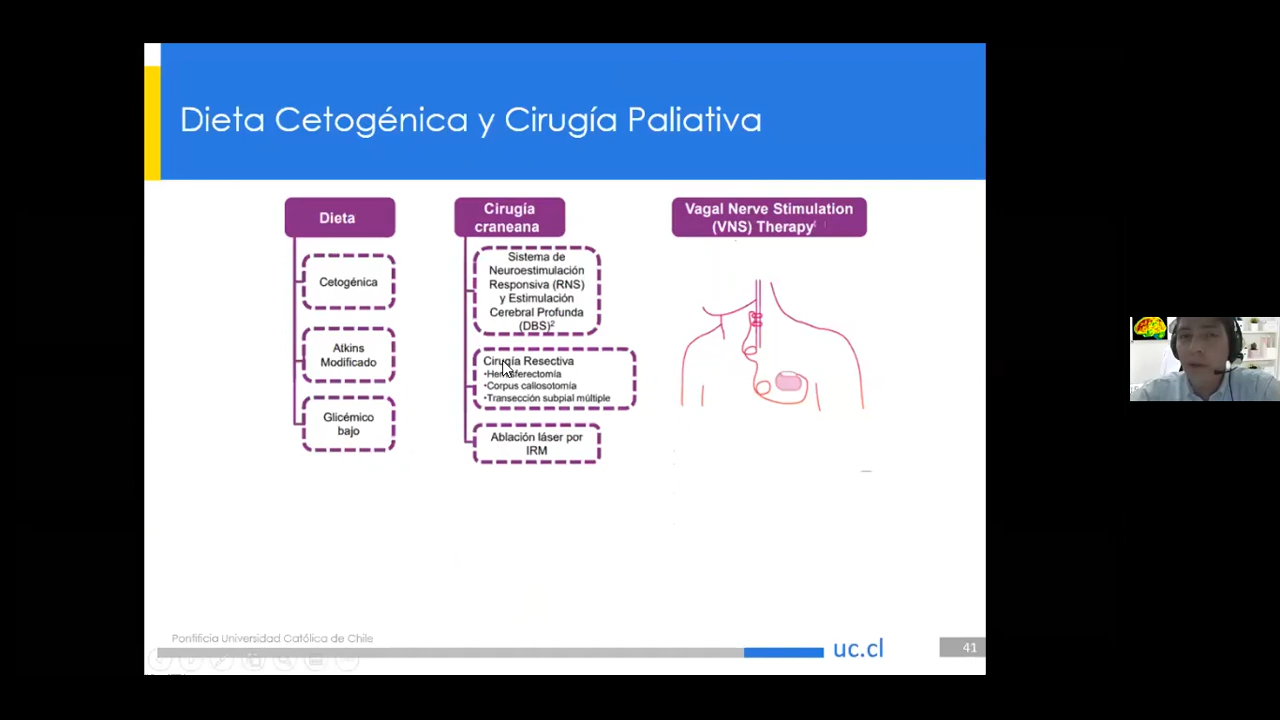 Dieta Cetogénica y Cirugía Paliativa
Dieta
Cetogénica
Atkins
Modificado
Glicémico
bajo
Cirugía
craneana
Sistema de
Neuroestimulación
Responsiva (RNS)
y Estimulación
Cerebral Profunda
(DBS)²
Cirugía Resectiva
•Hemisferectomía
•Corpus callosotomía
•Transección subpial múltiple
Ablación láser por
IRM
Vagal Nerve Stimulation
(VNS) Therapy
Pontificia Universidad Católica de Chile
uc.cl
41